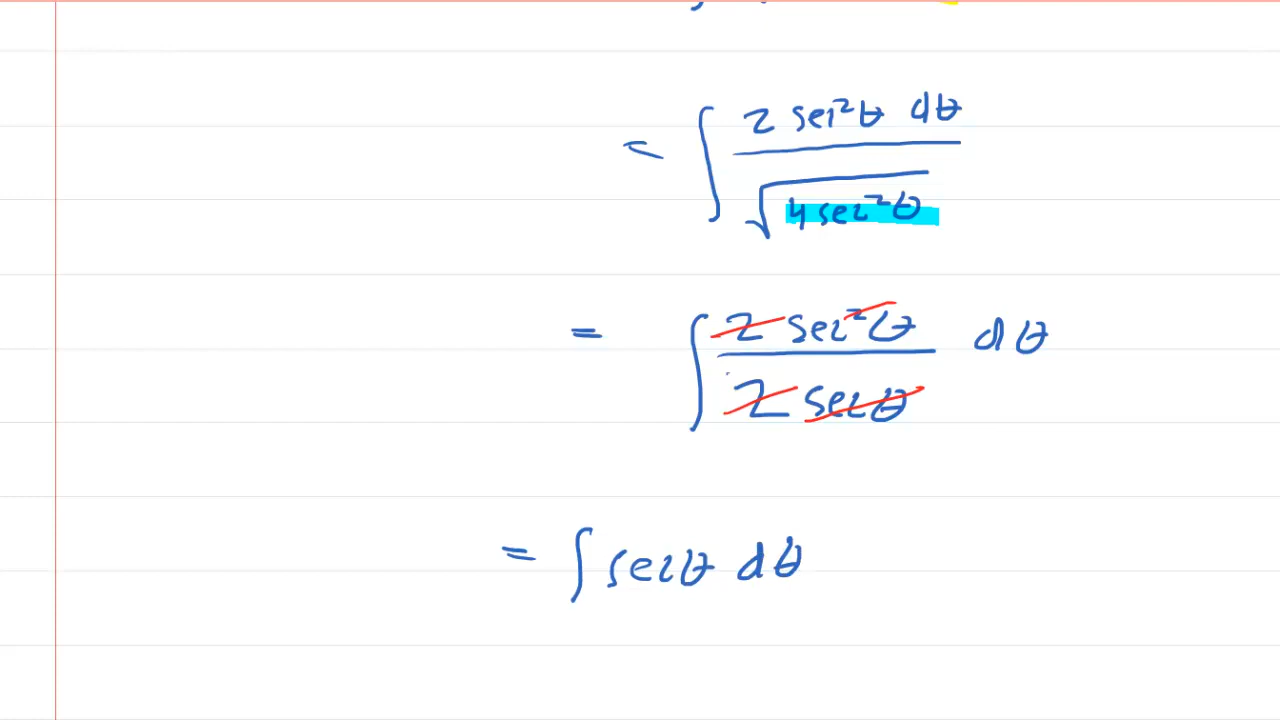 = ∫ 2 sec²θ dθ / √(4 sec²θ)
= ∫ 2 sec²θ / 2 secθ dθ
= ∫ secθ dθ